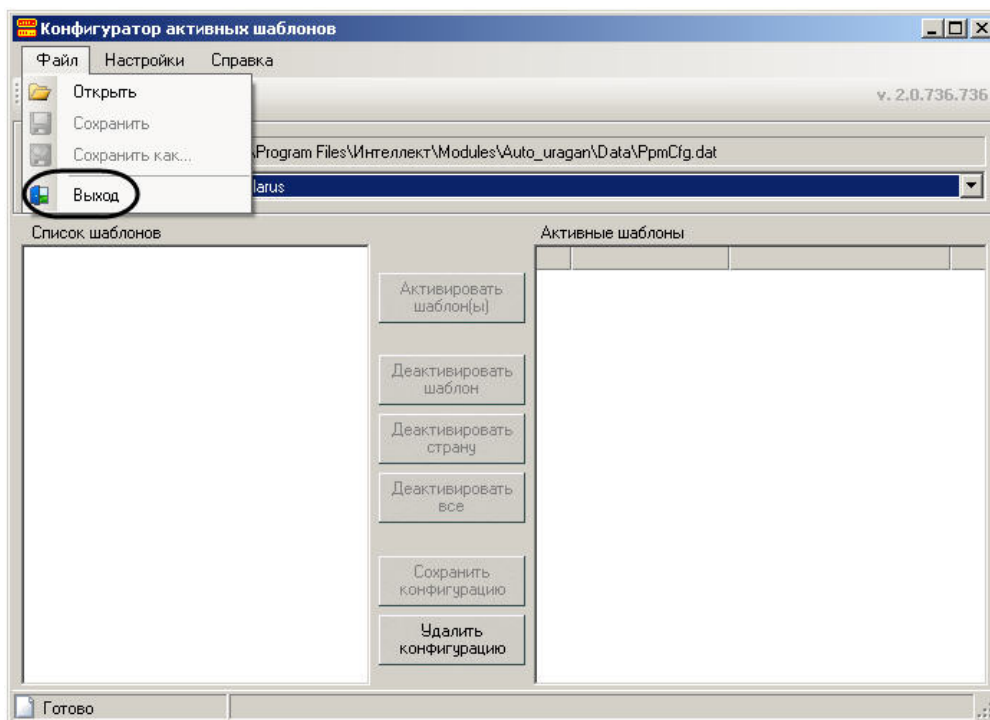 Конфигуратор активных шаблонов
Файл Настройки Справка
Открыть
v. 2.0.736.736
Сохранить
Сохранить как...
\Program Files\Интеллект\Modules\Auto_uragan\Data\PpmCfg.dat
Выход
larus
Список шаблонов
Активные шаблоны
Активировать
шаблон(ы)
Деактивировать
шаблон
Деактивировать
страну
Деактивировать
все
Сохранить
конфигурацию
Удалить
конфигурацию
Готово